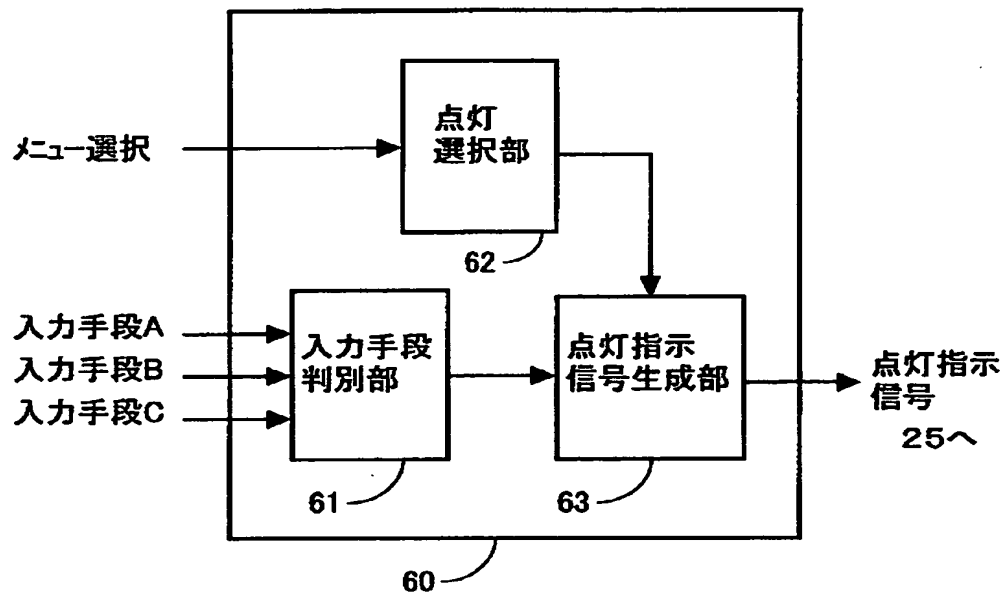 点灯
選択部
メニュー選択
62
入力手段A
入力手段B
入力手段C
入力手段
判別部
点灯指示
信号生成部
点灯指示
信号
25へ
61
63
60